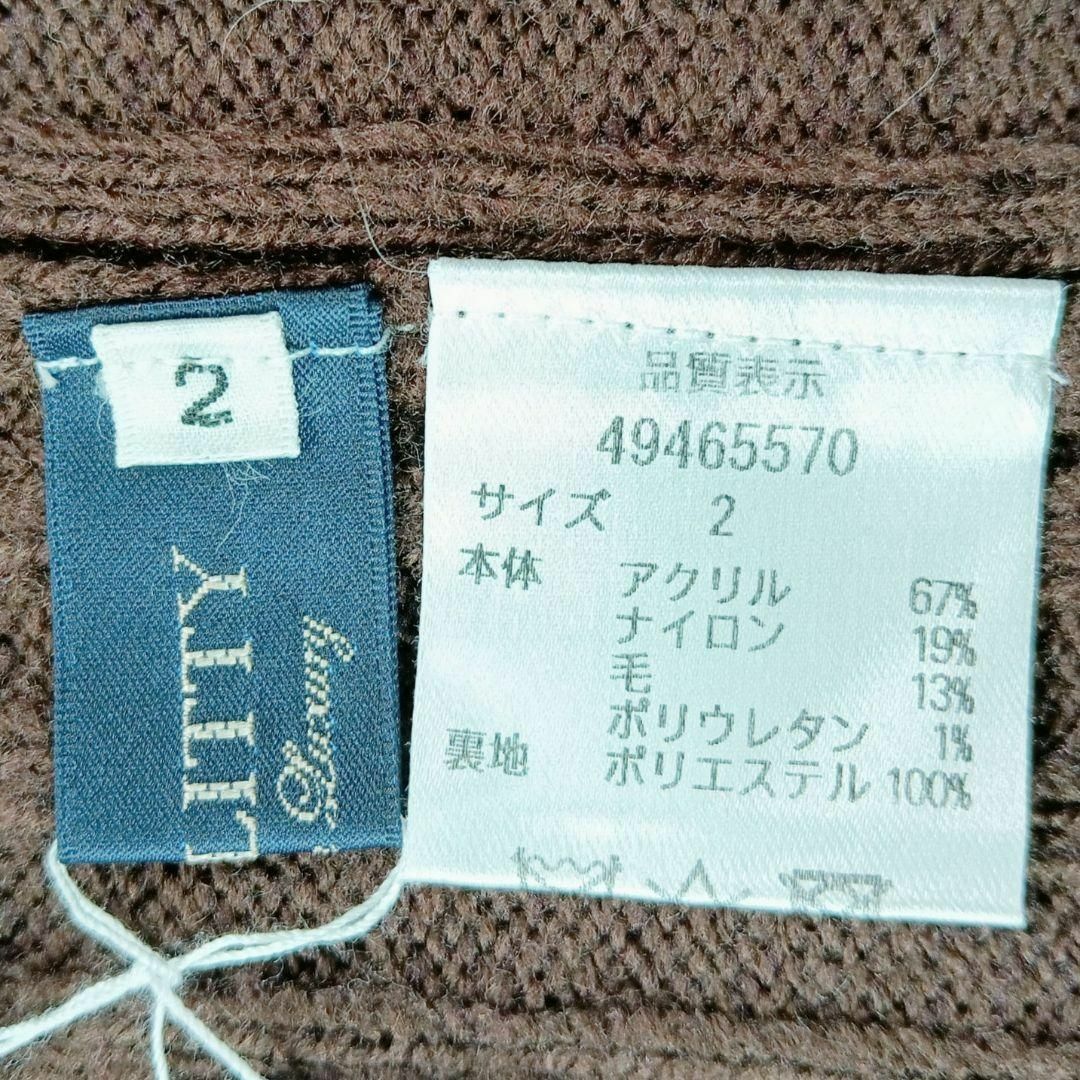 2
LITY
Luxury
品質表示
49465570
サイズ 2
本体 アクリル 67%
ナイロン 19%
毛 13%
ポリウレタン 1%
裏地 ポリエステル 100%